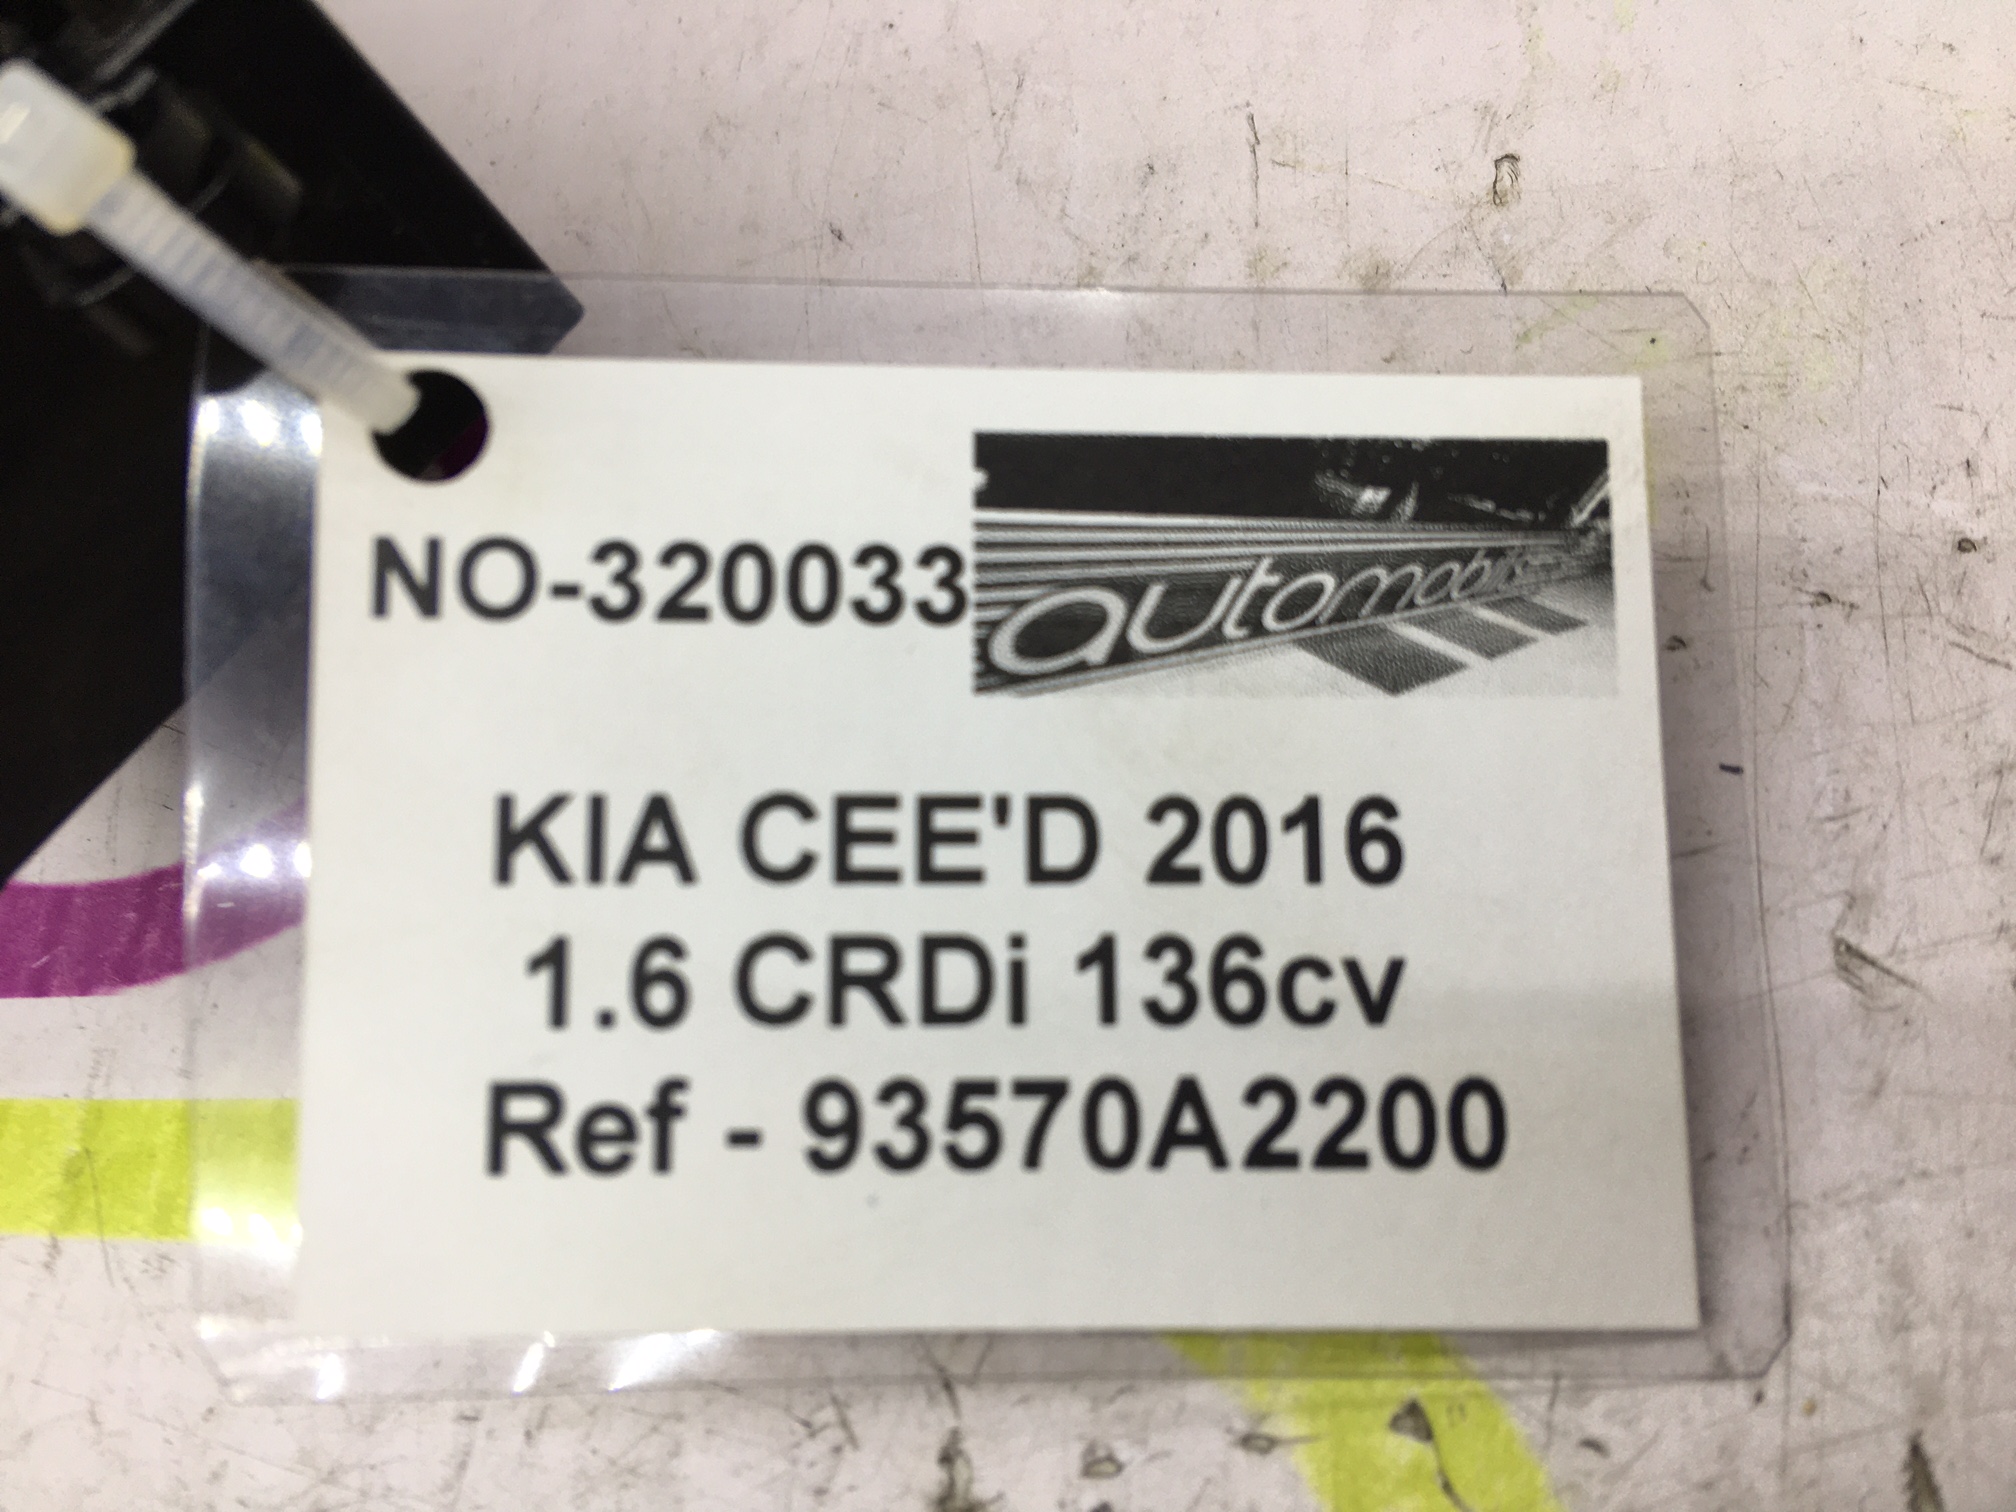 NO-320033
automobile
KIA CEE'D 2016
1.6 CRDi 136cv
Ref - 93570A2200